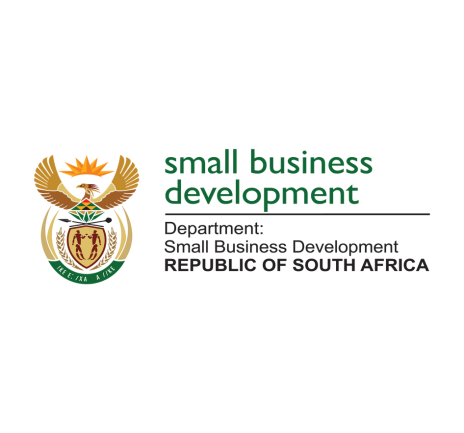 small business
development
Department:
Small Business Development
REPUBLIC OF SOUTH AFRICA